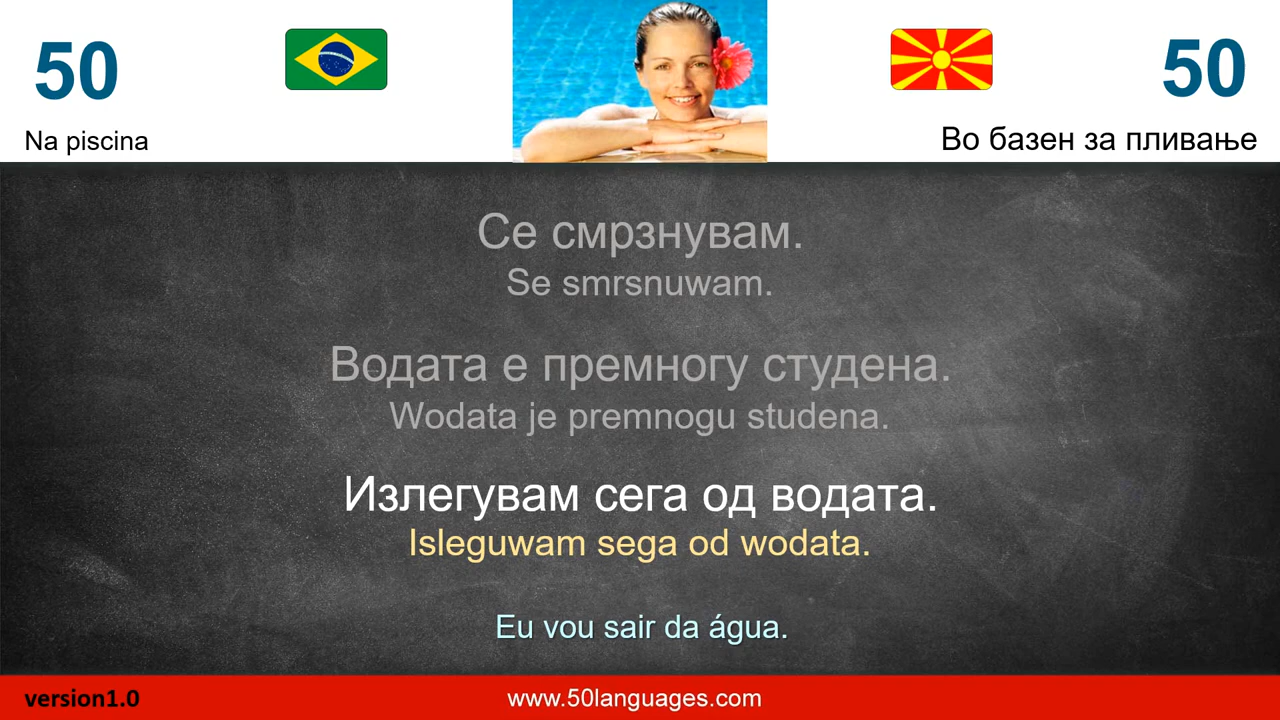 50
50
Na piscina
Во базен за пливање
Се смрзнувам.
Se smrsnuwam.
Водата е премногу студена.
Wodata je premnogu studena.
Излегувам сега од водата.
Isleguwam sega od wodata.
Eu vou sair da água.
version1.0
www.50languages.com